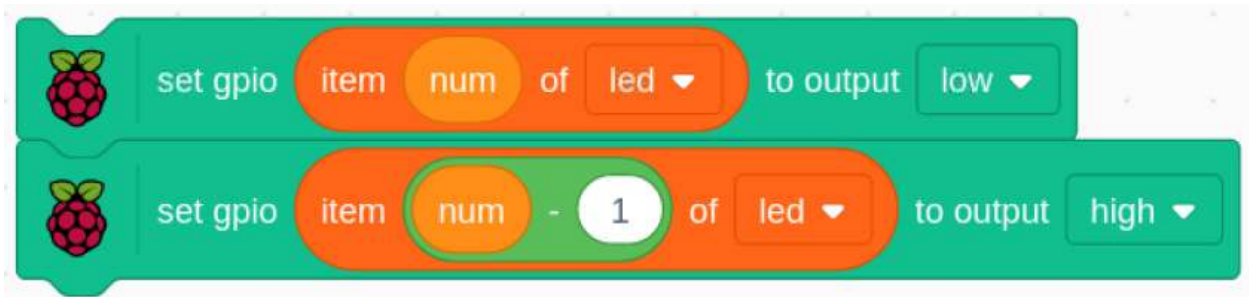 set gpio item num of led to output low
set gpio item num - 1 of led to output high